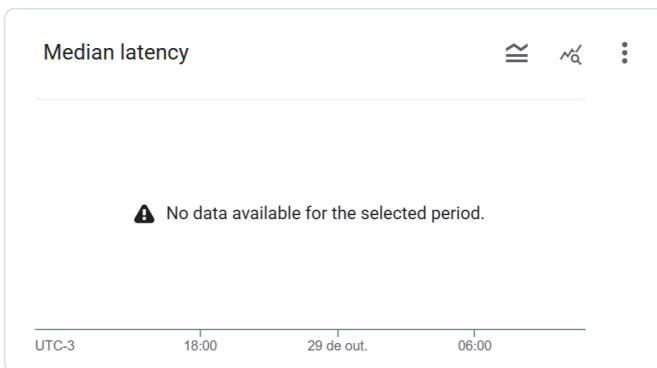 Median latency
No data available for the selected period.
UTC-3 18:00 29 de out. 06:00